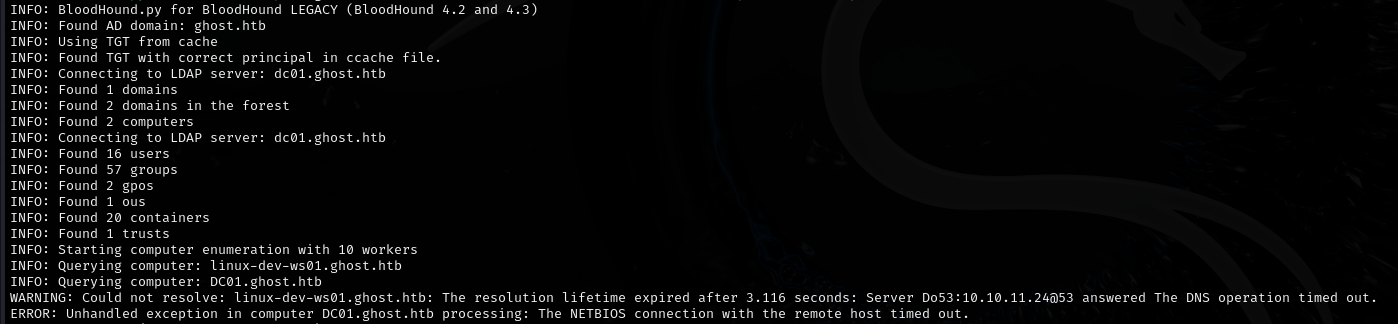 INFO: BloodHound.py for BloodHound LEGACY (BloodHound 4.2 and 4.3)
INFO: Found AD domain: ghost.htb
INFO: Using TGT from cache
INFO: Found TGT with correct principal in ccache file.
INFO: Connecting to LDAP server: dc01.ghost.htb
INFO: Found 1 domains
INFO: Found 2 domains in the forest
INFO: Found 2 computers
INFO: Connecting to LDAP server: dc01.ghost.htb
INFO: Found 16 users
INFO: Found 57 groups
INFO: Found 2 gpos
INFO: Found 1 ous
INFO: Found 20 containers
INFO: Found 1 trusts
INFO: Starting computer enumeration with 10 workers
INFO: Querying computer: linux-dev-ws01.ghost.htb
INFO: Querying computer: DC01.ghost.htb
WARNING: Could not resolve: linux-dev-ws01.ghost.htb: The resolution lifetime expired after 3.116 seconds: Server Do53:10.10.11.24@53 answered The DNS operation timed out.
ERROR: Unhandled exception in computer DC01.ghost.htb processing: The NETBIOS connection with the remote host timed out.